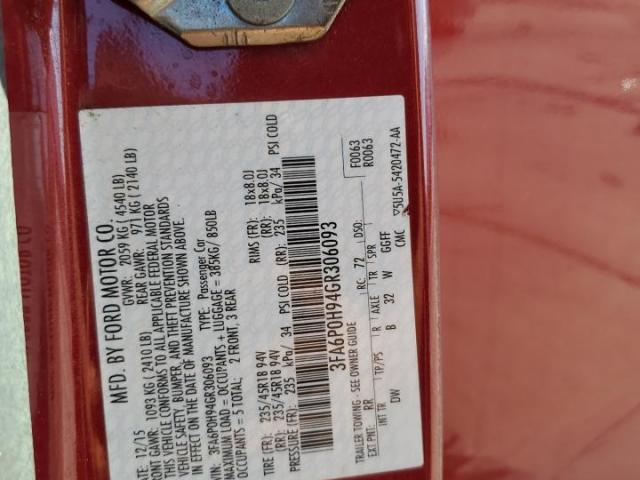 MFD. BY FORD MOTOR CO.
DATE: 12/15 GVWR: 2059 KG ( 4540 LB)
FRONT GAWR: 1093 KG ( 2410 LB) REAR GAWR: 971 KG ( 2140 LB)
THIS VEHICLE CONFORMS TO ALL APPLICABLE FEDERAL MOTOR
VEHICLE SAFETY, BUMPER, AND THEFT PREVENTION STANDARDS
IN EFFECT ON THE DATE OF MANUFACTURE SHOWN ABOVE.
VIN: 3FA6P0H94GR306093 TYPE: Passenger Car
MAXIMUM LOAD = OCCUPANTS + LUGGAGE = 385KG/ 850LB
OCCUPANTS = 5 TOTAL: 2 FRONT, 3 REAR
TIRE (FR): 235/45R18 94V RIMS (FR): 18x8.0J
(RR): 235/45R18 94V (RR): 18x8.0J
PRESSURE (FR): 235 kPa/ 34 PSI COLD (RR): 235 kPa/ 34 PSI COLD
3FA6P0H94GR306093
F0063
R0063
TRAILER TOWING - SEE OWNER GUIDE
EXT PNT: RR RC: 72 DSO:
INT TR TP/PS R AXLE TR SPR
DW B 32 W GGFF
CMC 5U5A-5420472-AA